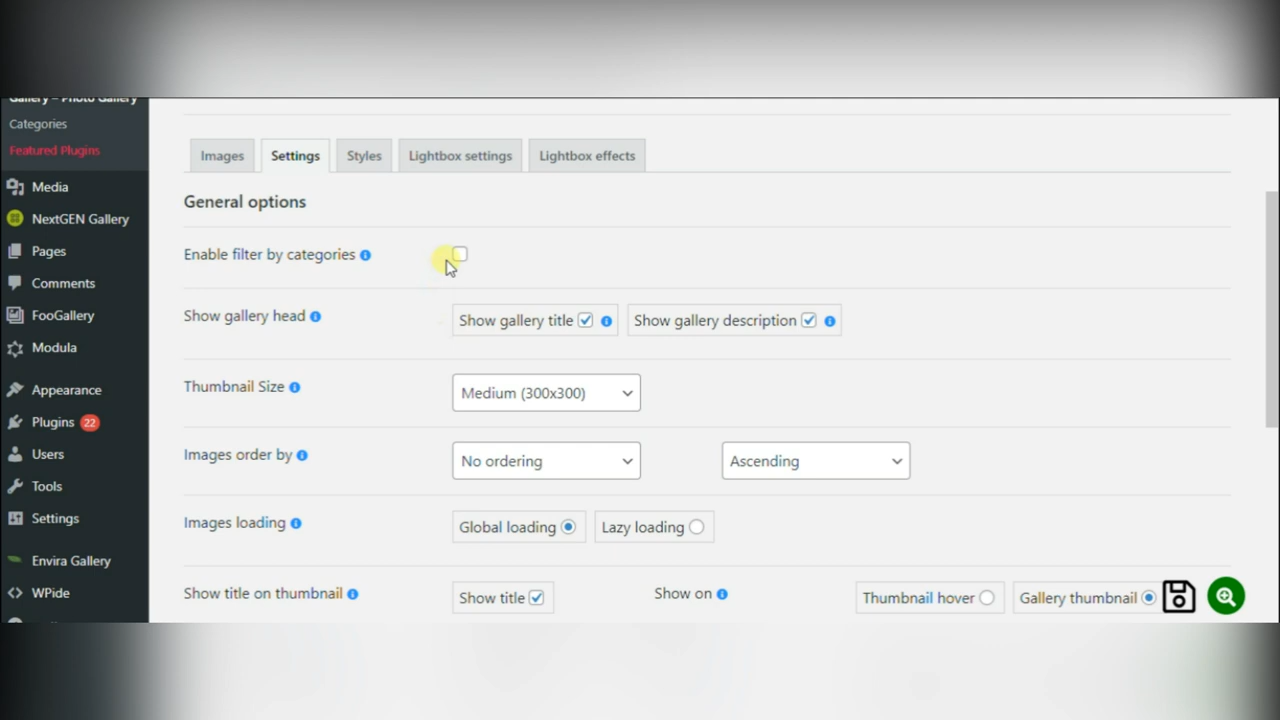 Gallery – Photo Gallery
Categories
Featured Plugins
Media
NextGEN Gallery
Pages
Comments
FooGallery
Modula
Appearance
Plugins 22
Users
Tools
Settings
Envira Gallery
WPide
Images Settings Styles Lightbox settings Lightbox effects
General options
Enable filter by categories
Show gallery head Show gallery title Show gallery description
Thumbnail Size Medium (300x300)
Images order by No ordering Ascending
Images loading Global loading Lazy loading
Show title on thumbnail Show title Show on Thumbnail hover Gallery thumbnail